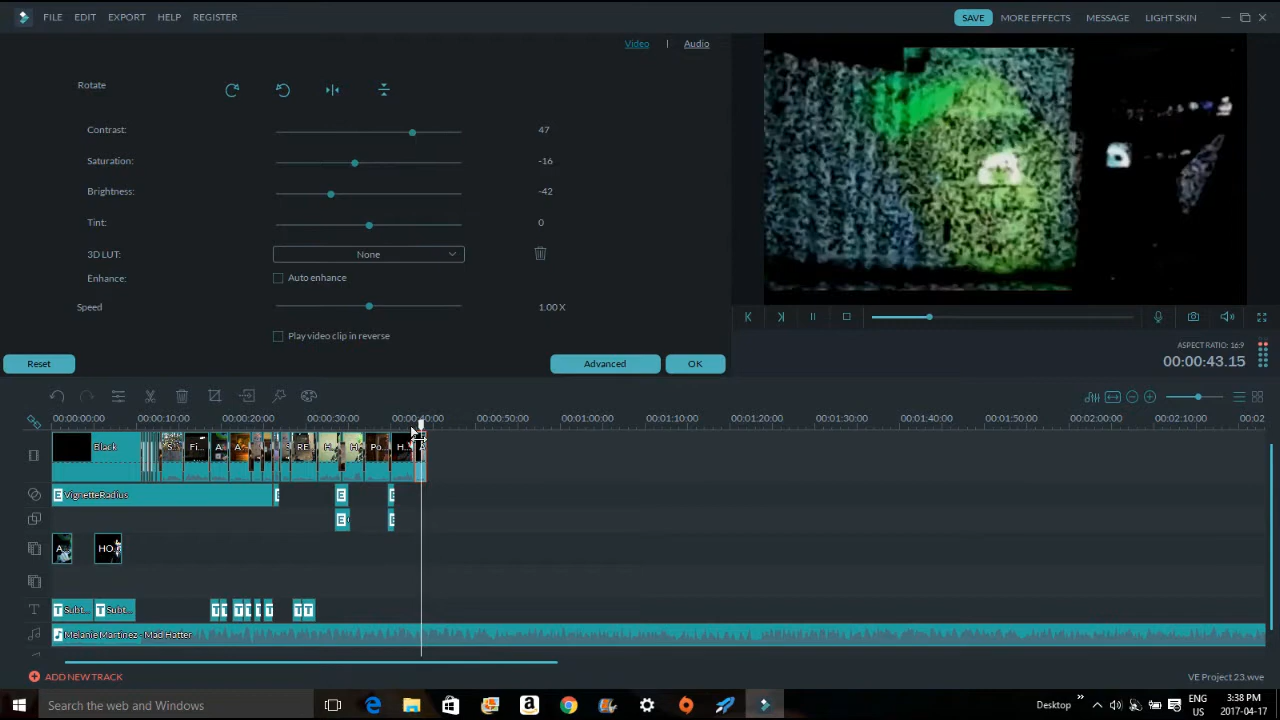 FILE EDIT EXPORT HELP REGISTER SAVE MORE EFFECTS MESSAGE LIGHT SKIN
Video | Audio
Rotate
Contrast: 47
Saturation: -16
Brightness: -42
Tint: 0
3D LUT: None
Enhance: Auto enhance
Speed 1.00 X
Play video clip in reverse
ASPECT RATIO: 16:9
00:00:43.15
Reset Advanced OK
00:00:00:00 00:00:10:00 00:00:20:00 00:00:30:00 00:00:40:00 00:00:50:00 00:01:00:00 00:01:10:00 00:01:20:00 00:01:30:00 00:01:40:00 00:01:50:00 00:02
Black S... Fi... A... A... RE H... H... Po... H...
E VignetteRadius E E E
E E
A... HO...
T Subt... T Subt... T T T T T T T T
Melanie Martinez - Mad Hatter
ADD NEW TRACK VE Project 23.wve
Search the web and Windows Desktop ENG 3:38 PM
US 2017-04-17